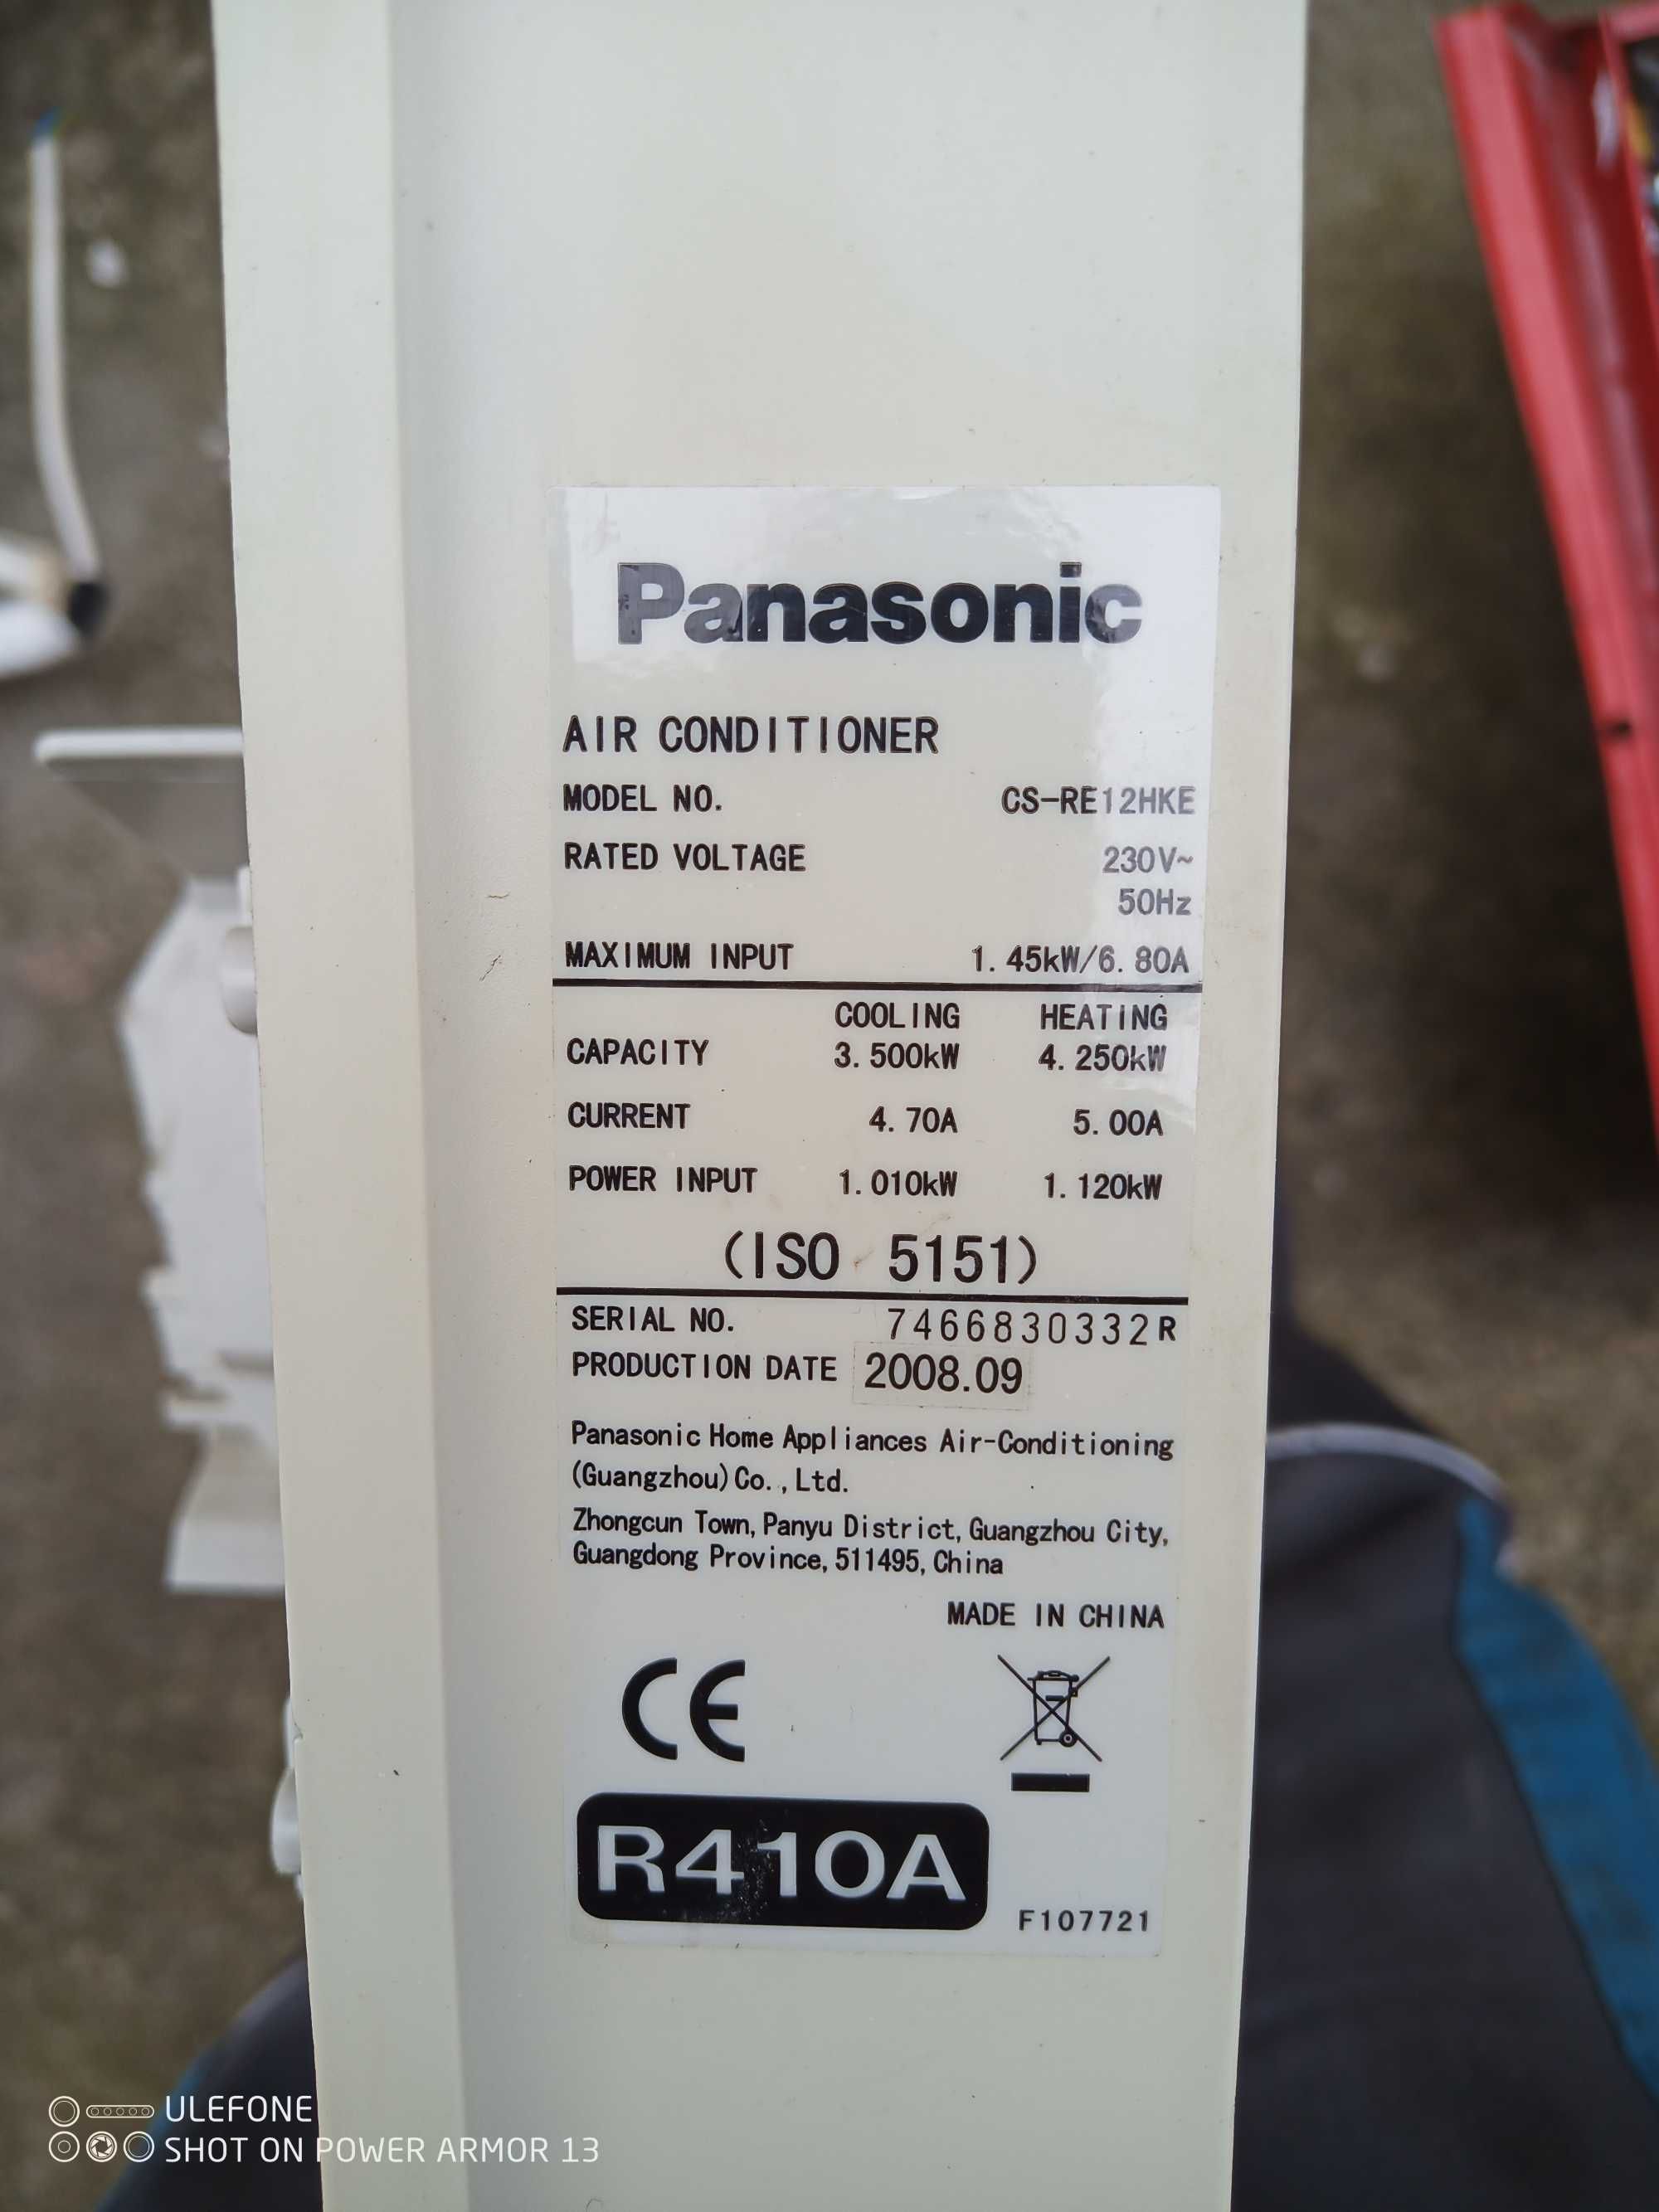 Panasonic
AIR CONDITIONER
MODEL NO. CS-RE12HKE
RATED VOLTAGE 230V~
50Hz
MAXIMUM INPUT 1.45kW/6.80A
COOLING HEATING
CAPACITY 3.500kW 4.250kW
CURRENT 4.70A 5.00A
POWER INPUT 1.010kW 1.120kW
(ISO 5151)
SERIAL NO. 7466830332R
PRODUCTION DATE 2008.09
Panasonic Home Appliances Air-Conditioning
(Guangzhou) Co., Ltd.
Zhongcun Town, Panyu District, Guangzhou City,
Guangdong Province, 511495, China
MADE IN CHINA
CE
R410A
F107721
ULEFONE
SHOT ON POWER ARMOR 13